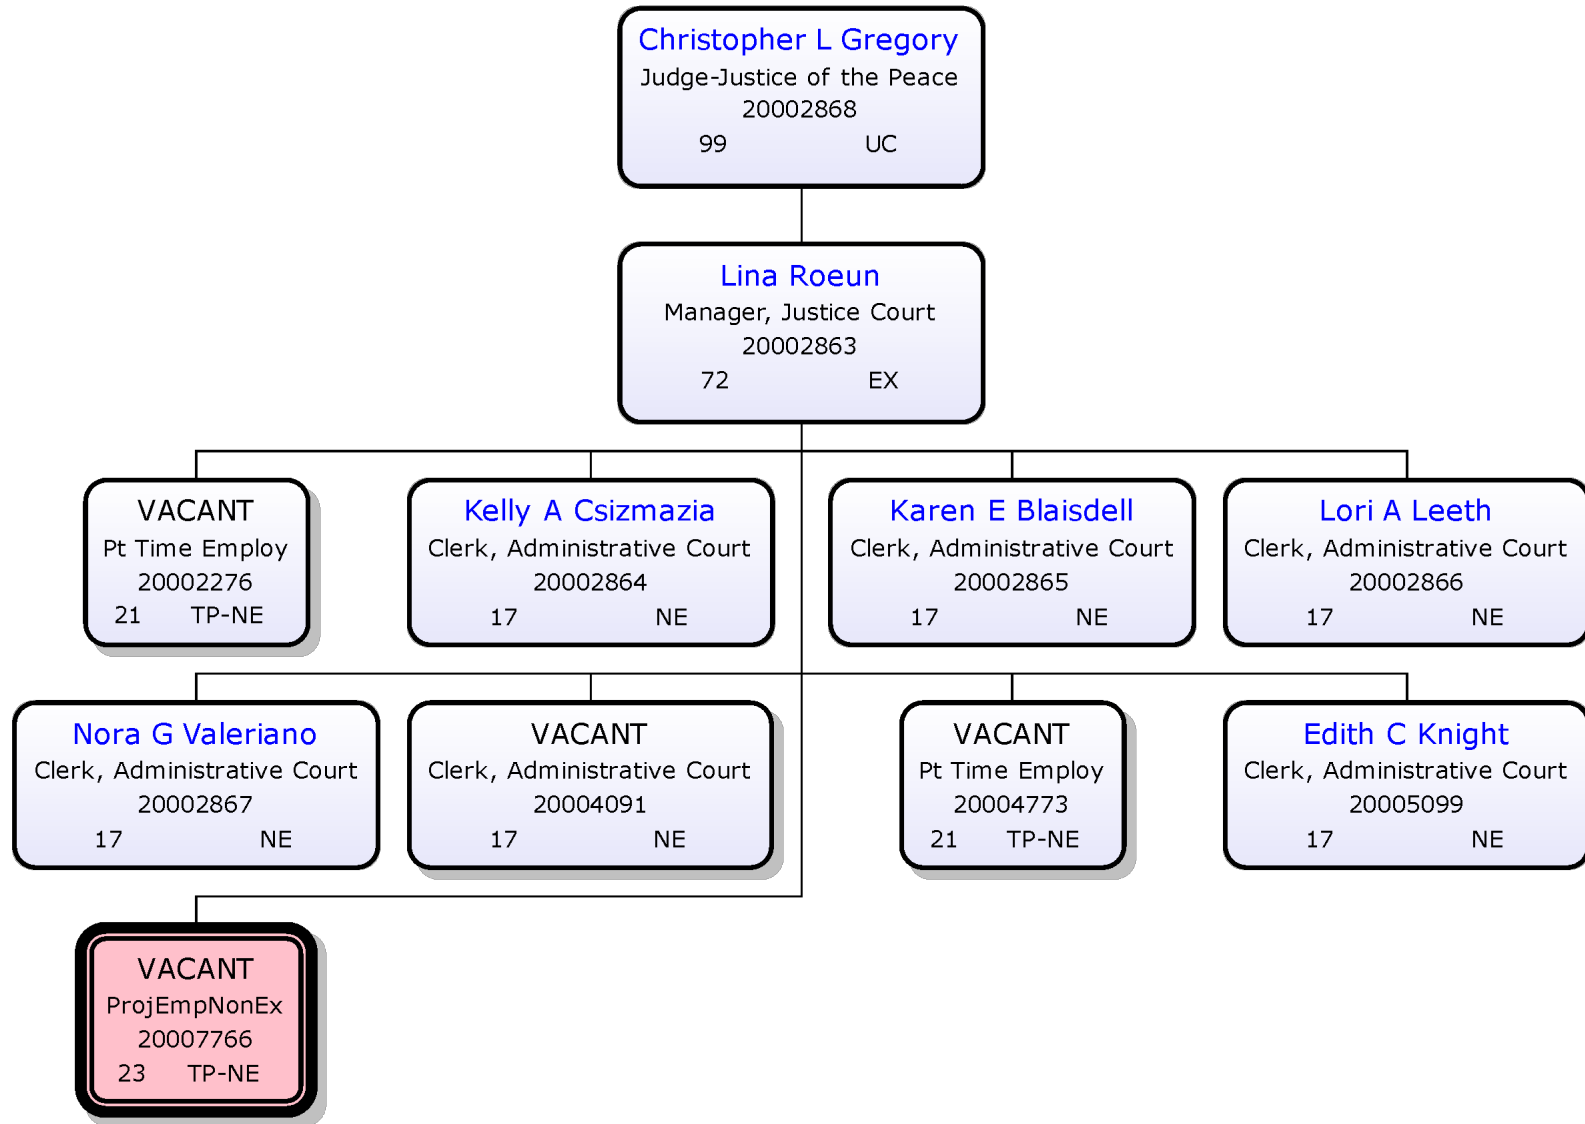 Christopher L Gregory
Judge-Justice of the Peace
20002868
99 UC
Lina Roeun
Manager, Justice Court
20002863
72 EX
VACANT
Pt Time Employ
20002276
21 TP-NE
Kelly A Csizmazia
Clerk, Administrative Court
20002864
17 NE
Karen E Blaisdell
Clerk, Administrative Court
20002865
17 NE
Lori A Leeth
Clerk, Administrative Court
20002866
17 NE
Nora G Valeriano
Clerk, Administrative Court
20002867
17 NE
VACANT
Clerk, Administrative Court
20004091
17 NE
VACANT
Pt Time Employ
20004773
21 TP-NE
Edith C Knight
Clerk, Administrative Court
20005099
17 NE
VACANT
ProjEmpNonEx
20007766
23 TP-NE